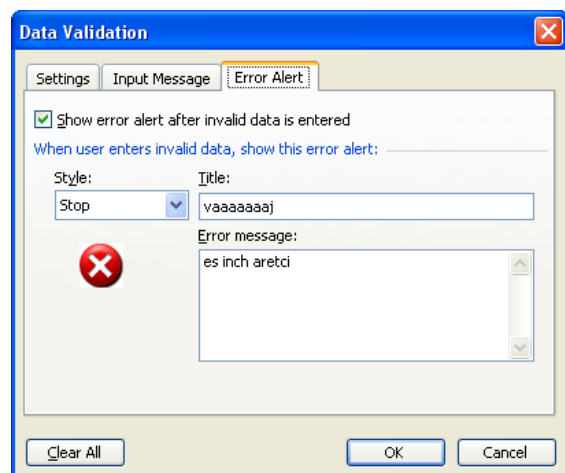 Data Validation
Settings Input Message Error Alert
Show error alert after invalid data is entered
When user enters invalid data, show this error alert:
Style: Title:
Stop vaaaaaaaj
Error message:
es inch aretci
Clear All OK Cancel